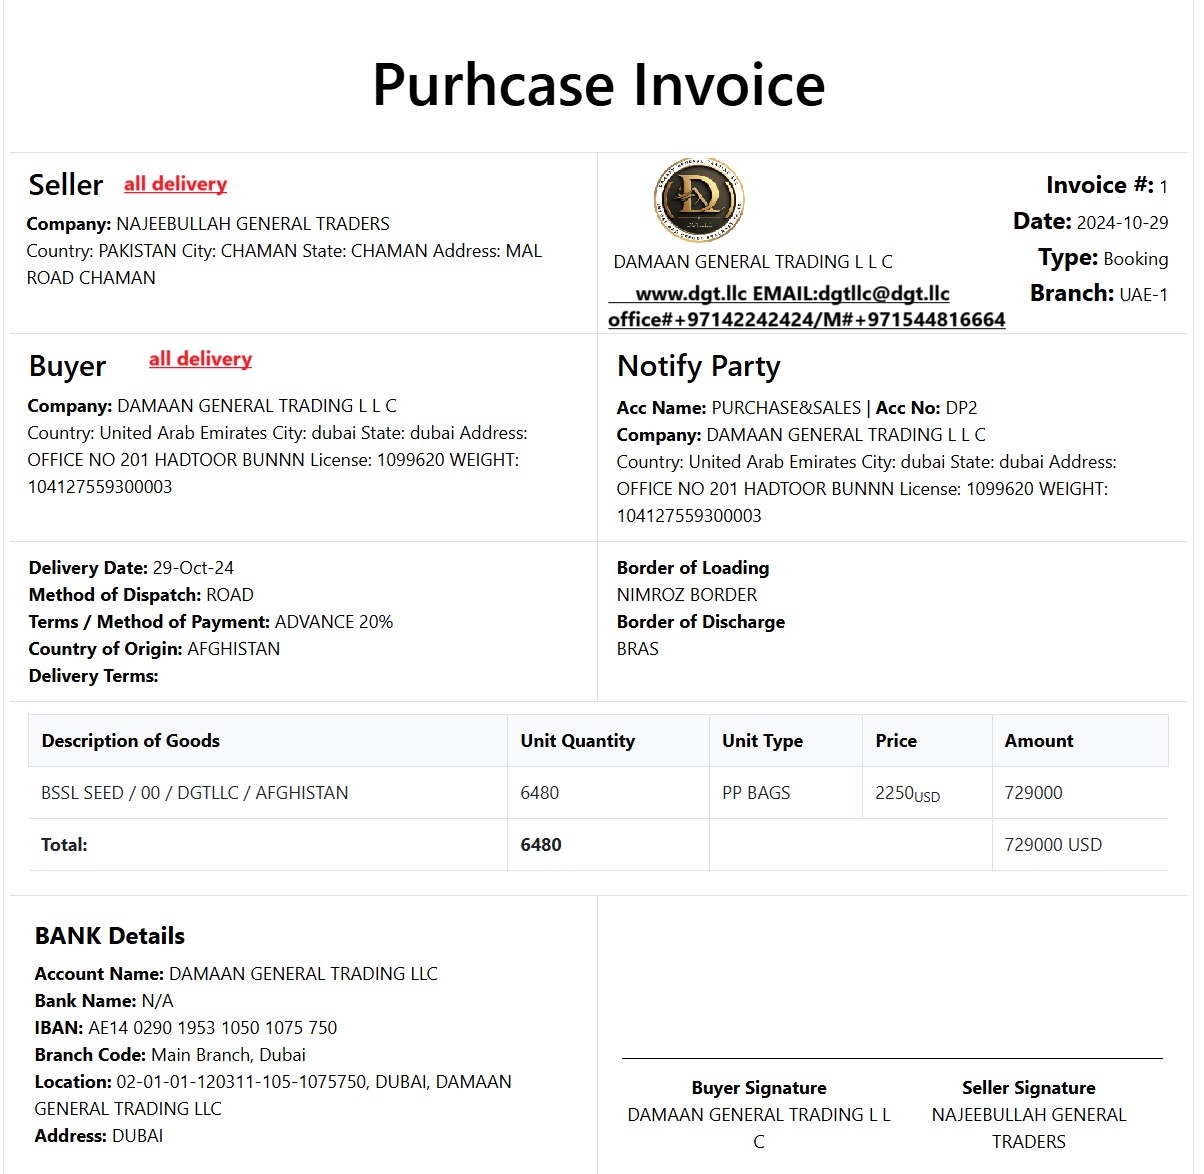 Purhcase Invoice
Seller all delivery
Company: NAJEEBULLAH GENERAL TRADERS
Country: PAKISTAN City: CHAMAN State: CHAMAN Address: MAL
ROAD CHAMAN
D
DAMAAN GENERAL TRADING L L C
www.dgt.llc EMAIL:dgtllc@dgt.llc
office#+97142242424/M#+971544816664
Invoice #: 1
Date: 2024-10-29
Type: Booking
Branch: UAE-1
Buyer all delivery
Company: DAMAAN GENERAL TRADING L L C
Country: United Arab Emirates City: dubai State: dubai Address:
OFFICE NO 201 HADTOOR BUNNN License: 1099620 WEIGHT:
104127559300003
Notify Party
Acc Name: PURCHASE&SALES | Acc No: DP2
Company: DAMAAN GENERAL TRADING L L C
Country: United Arab Emirates City: dubai State: dubai Address:
OFFICE NO 201 HADTOOR BUNNN License: 1099620 WEIGHT:
104127559300003
Delivery Date: 29-Oct-24
Method of Dispatch: ROAD
Terms / Method of Payment: ADVANCE 20%
Country of Origin: AFGHISTAN
Delivery Terms:
Border of Loading
NIMROZ BORDER
Border of Discharge
BRAS
Description of Goods Unit Quantity Unit Type Price Amount
BSSL SEED / 00 / DGTLLC / AFGHISTAN 6480 PP BAGS 2250USD 729000
Total: 6480 729000 USD
BANK Details
Account Name: DAMAAN GENERAL TRADING LLC
Bank Name: N/A
IBAN: AE14 0290 1953 1050 1075 750
Branch Code: Main Branch, Dubai
Location: 02-01-01-120311-105-1075750, DUBAI, DAMAAN
GENERAL TRADING LLC
Address: DUBAI
Buyer Signature
DAMAAN GENERAL TRADING L L
C
Seller Signature
NAJEEBULLAH GENERAL
TRADERS